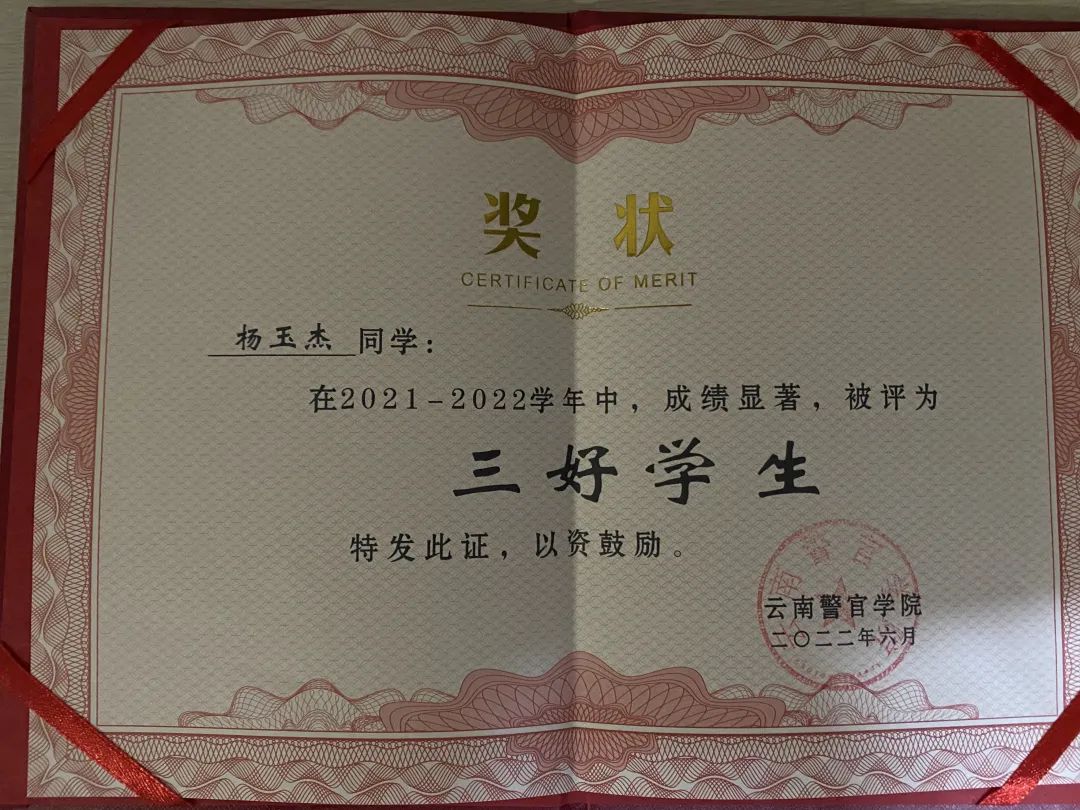 奖 状
CERTIFICATE OF MERIT
杨玉杰 同学：
在2021-2022学年中，成绩显著，被评为
三好学生
特发此证，以资鼓励。
云南警官学院
二〇二二年六月